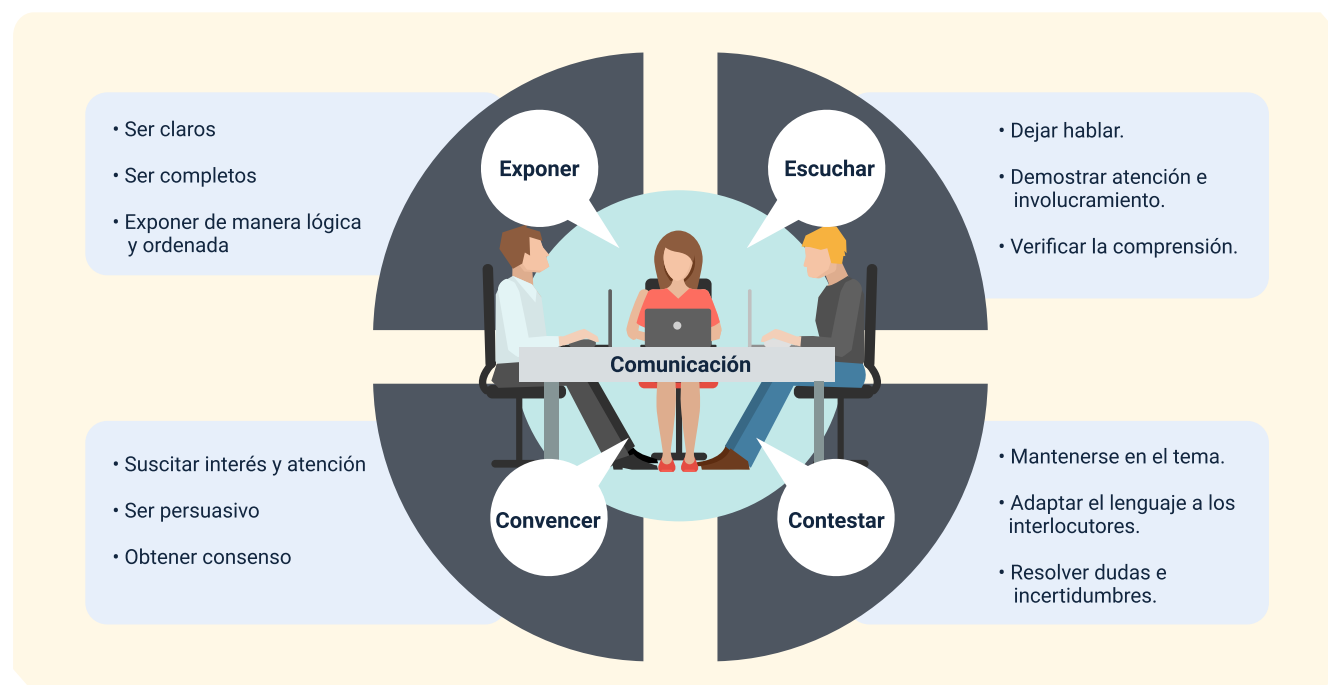 Exponer
• Ser claros
• Ser completos
• Exponer de manera lógica
y ordenada
Escuchar
• Dejar hablar.
• Demostrar atención e
involucramiento.
• Verificar la comprensión.
Comunicación
Convencer
• Suscitar interés y atención
• Ser persuasivo
• Obtener consenso
Contestar
• Mantenerse en el tema.
• Adaptar el lenguaje a los
interlocutores.
• Resolver dudas e
incertidumbres.